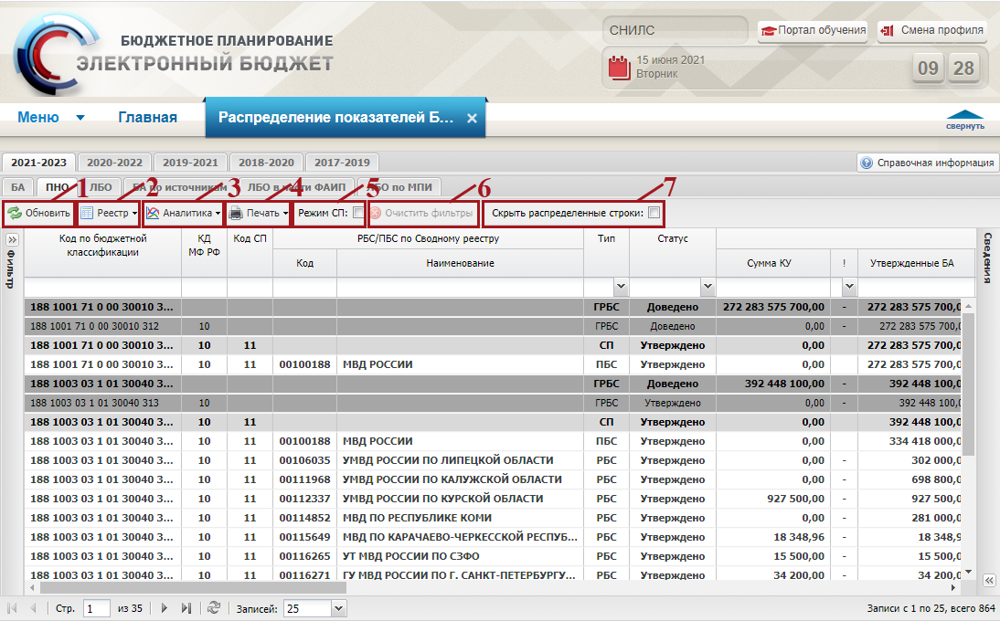 СНИЛС Портал обучения Смена профиля
БЮДЖЕТНОЕ ПЛАНИРОВАНИЕ
ЭЛЕКТРОННЫЙ БЮДЖЕТ
15 июня 2021
Вторник
09 28
Меню Главная Распределение показателей Б... ×
свернуть
2021-2023 2020-2022 2019-2021 2018-2020 2017-2019 Справочная информация
БА ПНО ЛБО БА по источникам ЛБО в части ФАИП ЛБО по МПИ
1 2 3 4 5 6 7
Обновить Реестр Аналитика Печать Режим СП: Очистить фильтры Скрыть распределенные строки:
Фильтр
Код по бюджетной классификации
КД МФ РФ
Код СП
РБС/ПБС по Сводному реестру
Код
Наименование
Тип
Статус
Сумма КУ
!
Утвержденные БА
Сведения
188 1001 71 0 00 30010 3... ГРБС Доведено 272 283 575 700,00 - 272 283 575 700,0
188 1001 71 0 00 30010 312 10 ГРБС Доведено 0,00 - 272 283 575 700,0
188 1001 71 0 00 30010 3... 10 11 СП Утверждено 0,00 272 283 575 700,0
188 1001 71 0 00 30010 3... 10 11 00100188 МВД РОССИИ ПБС Утверждено 0,00 272 283 575 700,0
188 1003 03 1 01 30040 3... ГРБС Доведено 392 448 100,00 - 392 448 100,0
188 1003 03 1 01 30040 313 10 ГРБС Утверждено 0,00 - 392 448 100,0
188 1003 03 1 01 30040 3... 10 11 СП Утверждено 0,00 392 448 100,0
188 1003 03 1 01 30040 3... 10 11 00100188 МВД РОССИИ ПБС Утверждено 0,00 334 418 000,0
188 1003 03 1 01 30040 3... 10 11 00106035 УМВД РОССИИ ПО ЛИПЕЦКОЙ ОБЛАСТИ РБС Утверждено 0,00 - 302 000,0
188 1003 03 1 01 30040 3... 10 11 00111968 УМВД РОССИИ ПО КАЛУЖСКОЙ ОБЛАСТИ РБС Утверждено 0,00 - 698 800,0
188 1003 03 1 01 30040 3... 10 11 00112337 УМВД РОССИИ ПО КУРСКОЙ ОБЛАСТИ РБС Утверждено 927 500,00 - 927 500,0
188 1003 03 1 01 30040 3... 10 11 00114852 МВД ПО РЕСПУБЛИКЕ КОМИ РБС Утверждено 0,00 - 281 000,0
188 1003 03 1 01 30040 3... 10 11 00115649 МВД ПО КАРАЧАЕВО-ЧЕРКЕССКОЙ РЕСПУБ... РБС Утверждено 18 348,96 - 18 348,9
188 1003 03 1 01 30040 3... 10 11 00116265 УТ МВД РОССИИ ПО СЗФО РБС Утверждено 15 500,00 - 15 500,0
188 1003 03 1 01 30040 3... 10 11 00116271 ГУ МВД РОССИИ ПО Г. САНКТ-ПЕТЕРБУРГУ... РБС Утверждено 34 200,00 - 34 200,0
Стр. 1 из 35 Записей: 25 Записи с 1 по 25, всего 864